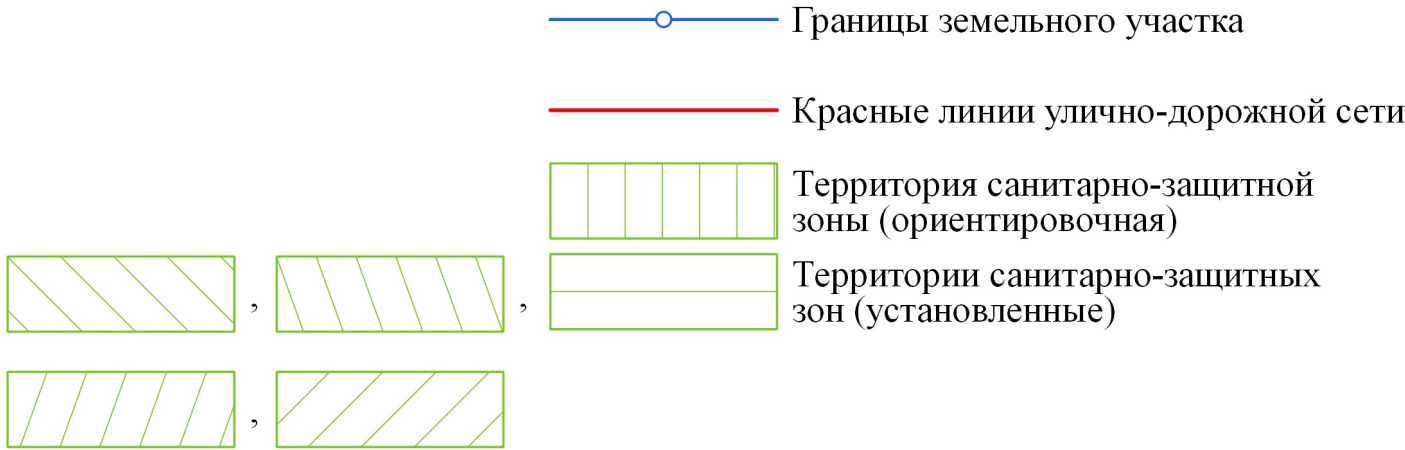 Границы земельного участка
Красные линии улично-дорожной сети
Территория санитарно-защитной
зоны (ориентировочная)
, , Территории санитарно-защитных
зон (установленные)
,